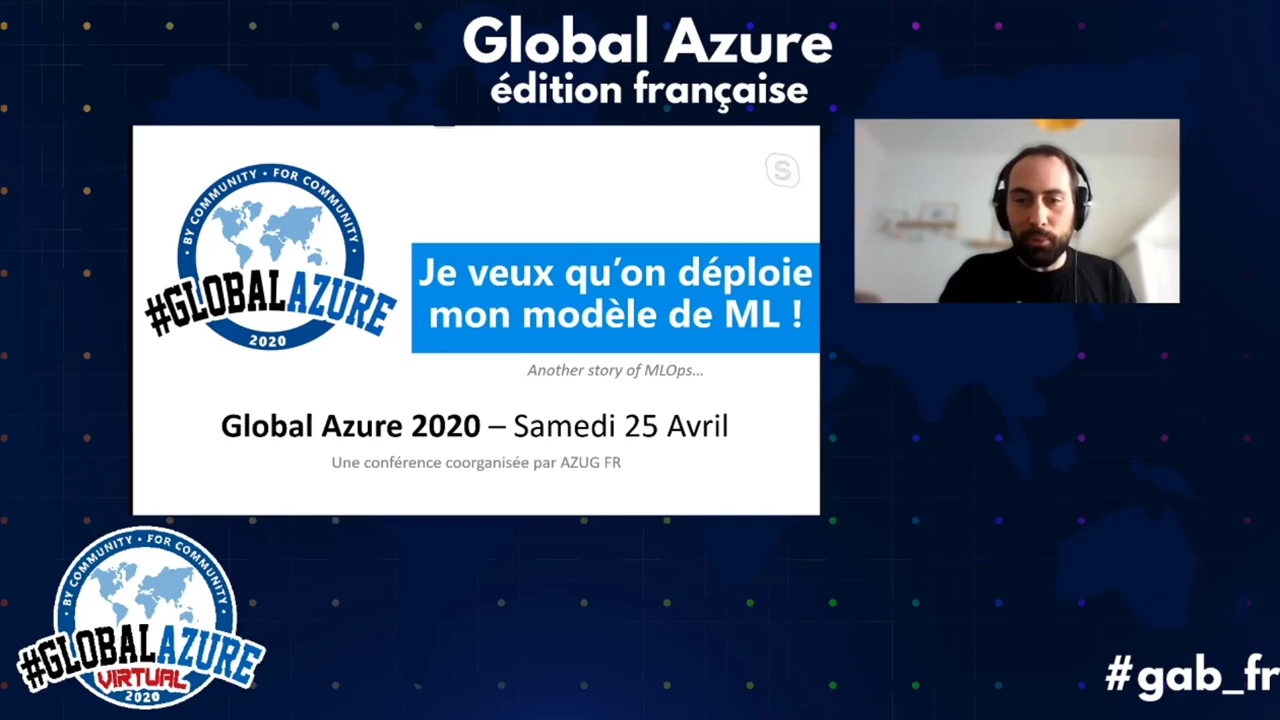 Global Azure
édition française
BY COMMUNITY • FOR COMMUNITY
#GLOBALAZURE
2020
S
Je veux qu'on déploie
mon modèle de ML !
Another story of MLOps...
Global Azure 2020 – Samedi 25 Avril
Une conférence coorganisée par AZUG FR
BY COMMUNITY • FOR COMMUNITY
#GLOBALAZURE
VIRTUAL
2020
#gab_fr